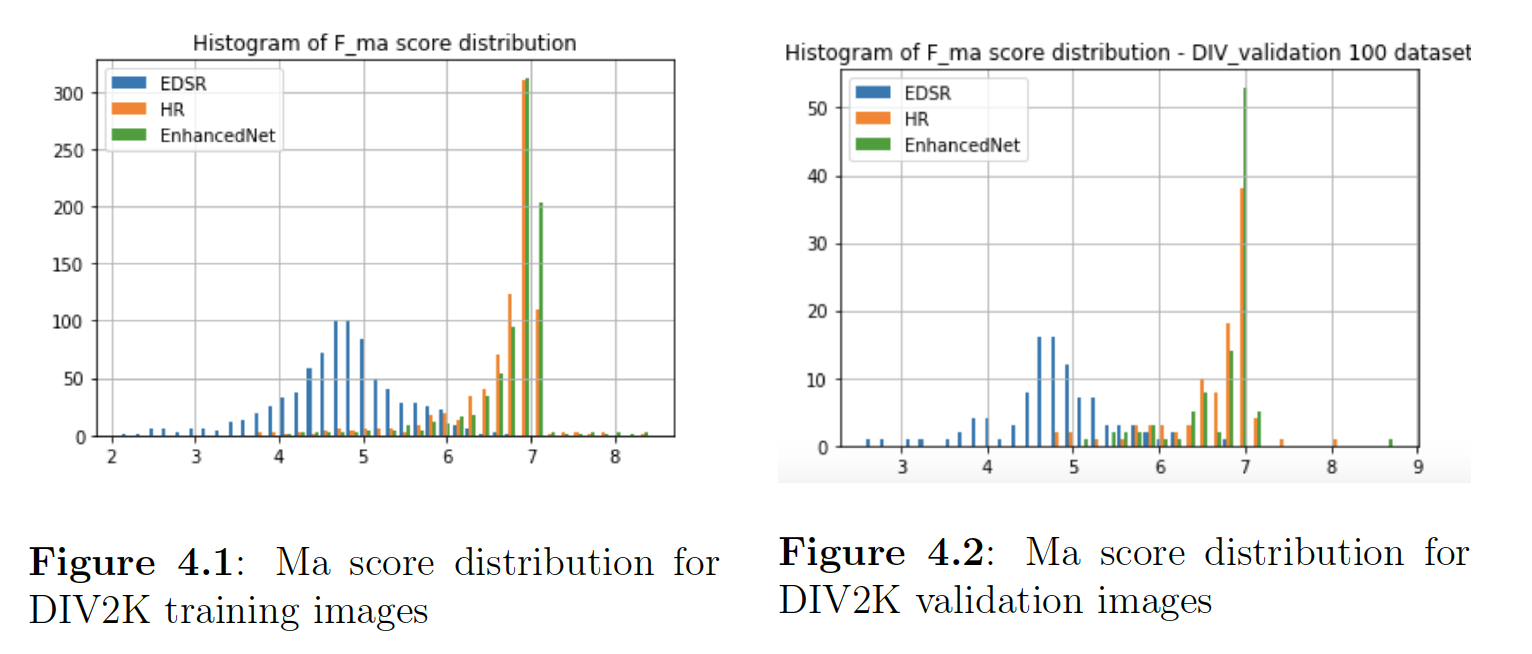 Histogram of F_ma score distribution
EDSR
HR
EnhancedNet
300
250
200
150
100
50
0
2 3 4 5 6 7 8
Figure 4.1: Ma score distribution for
DIV2K training images
Histogram of F_ma score distribution - DIV_validation 100 dataset
EDSR
HR
EnhancedNet
50
40
30
20
10
0
3 4 5 6 7 8 9
Figure 4.2: Ma score distribution for
DIV2K validation images